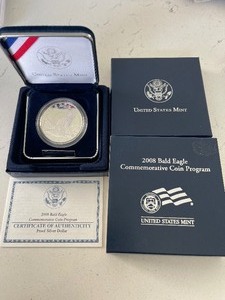 UNITED STATES MINT
UNITED STATES MINT
2008 Bald Eagle
Commemorative Coin Program
2008 Bald Eagle
Commemorative Coin Program
CERTIFICATE OF AUTHENTICITY
Proof Silver Dollar
UNITED STATES MINT